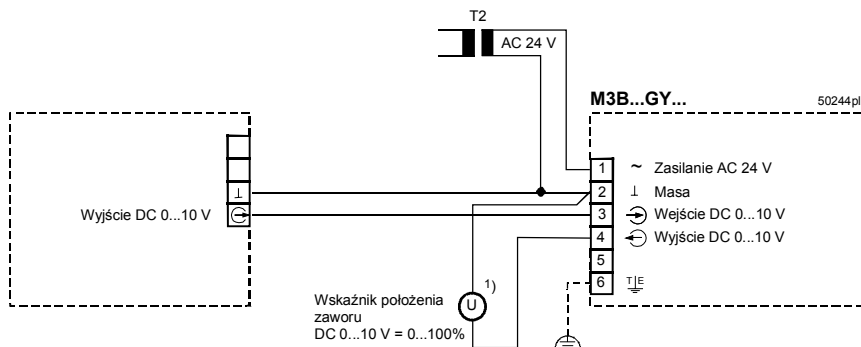 T2
AC 24 V
M3B...GY...
50244pl
1 ~ Zasilanie AC 24 V
⊥ 2 ⊥ Masa
Wyjście DC 0...10 V 3 Wejście DC 0...10 V
4 Wyjście DC 0...10 V
5
6 T E
Wskaźnik położenia
zaworu
DC 0...10 V = 0...100%
U 1)